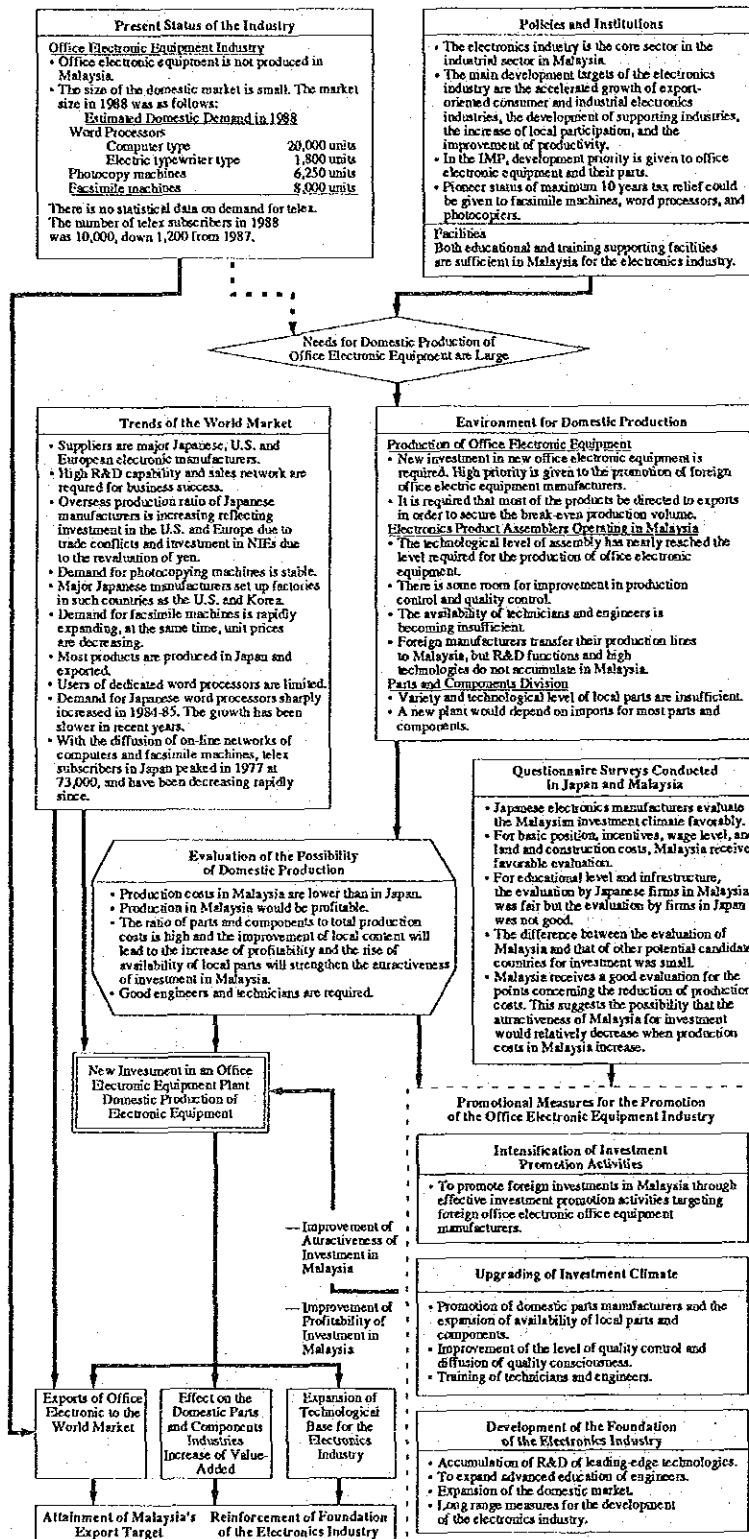 Present Status of the Industry
Office Electronic Equipment Industry
• Office electronic equipment is not produced in
Malaysia.
• The size of the domestic market is small. The market
size in 1988 was as follows:
Estimated Domestic Demand in 1988
Word Processors
Computer type 20,000 units
Electric typewriter type 1,800 units
Photocopy machines 6,250 units
Facsimile machines 8,000 units
There is no statistical data on demand for telex.
The number of telex subscribers in 1988
was 10,000, down 1,200 from 1987.
Policies and Institutions
• The electronics industry is the core sector in the
industrial sector in Malaysia.
• The main development targets of the electronics
industry are the accelerated growth of export-
oriented consumer and industrial electronics
industries, the development of supporting industries,
the increase of local participation, and the
improvement of productivity.
• In the IMP, development priority is given to office
electronic equipment and their parts.
• Pioneer status of maximum 10 years tax relief could
be given to facsimile machines, word processors, and
photocopiers.
Facilities
Both educational and training supporting facilities
are sufficient in Malaysia for the electronics industry.
Needs for Domestic Production of
Office Electronic Equipment are Large
Trends of the World Market
• Suppliers are major Japanese, U.S. and
European electronic manufacturers.
• High R&D capability and sales network are
required for business success.
• Overseas production ratio of Japanese
manufacturers is increasing reflecting
investment in the U.S. and Europe due to
trade conflicts and investment in NIEs due
to the revaluation of yen.
• Demand for photocopying machines is stable.
• Major Japanese manufacturers set up factories
in such countries as the U.S. and Korea.
• Demand for facsimile machines is rapidly
expanding, at the same time, unit prices
are decreasing.
• Most products are produced in Japan and
exported.
• Users of dedicated word processors are limited.
• Demand for Japanese word processors sharply
increased in 1984-85. The growth has been
slower in recent years.
• With the diffusion of on-line networks of
computers and facsimile machines, telex
subscribers in Japan peaked in 1977 at
73,000, and have been decreasing rapidly
since.
Environment for Domestic Production
Production of Office Electronic Equipment
• New investment in new office electronic equipment is
required. High priority is given to the promotion of foreign
office electric equipment manufacturers.
• It is required that most of the products be directed to exports
in order to secure the break-even production volume.
Electronics Product Assemblers Operating in Malaysia
• The technological level of assembly has nearly reached the
level required for the production of office electronic
equipment.
• There is some room for improvement in production
control and quality control.
• The availability of technicians and engineers is
becoming insufficient.
• Foreign manufacturers transfer their production lines
to Malaysia, but R&D functions and high
technologies do not accumulate in Malaysia.
Parts and Components Division
• Variety and technological level of local parts are insufficient.
• A new plant would depend on imports for most parts and
components.
Questionnaire Surveys Conducted
in Japan and Malaysia
• Japanese electronics manufacturers evaluate
the Malaysian investment climate favorably.
• For basic position, incentives, wage level, and
land and construction costs, Malaysia receive
favorable evaluation.
• For educational level and infrastructure,
the evaluation by Japanese firms in Malaysia
was fair but the evaluation by firms in Japan
was not good.
• The difference between the evaluation of
Malaysia and that of other potential candidate
countries for investment was small.
• Malaysia receives a good evaluation for the
points concerning the reduction of production
costs. This suggests the possibility that the
attractiveness of Malaysia for investment
would relatively decrease when production
costs in Malaysia increase.
Evaluation of the Possibility
of Domestic Production
• Production costs in Malaysia are lower than in Japan.
• Production in Malaysia would be profitable.
• The ratio of parts and components to total production
costs is high and the improvement of local content will
lead to the increase of profitability and the rise of
availability of local parts will strengthen the attractiveness
of investment in Malaysia.
• Good engineers and technicians are required.
New Investment in an Office
Electronic Equipment Plant
Domestic Production of
Electronic Equipment
Promotional Measures for the Promotion
of the Office Electronic Equipment Industry
Intensification of Investment
Promotion Activities
• To promote foreign investments in Malaysia through
effective investment promotion activities targeting
foreign office electronic office equipment
manufacturers.
— Improvement of
Attractiveness of
Investment in
Malaysia
— Improvement of
Profitability of
Investment in
Malaysia
Upgrading of Investment Climate
• Promotion of domestic parts manufacturers and the
expansion of availability of local parts and
components.
• Improvement of the level of quality control and
diffusion of quality consciousness.
• Training of technicians and engineers.
Exports of Office
Electronic to the
World Market
Effect on the
Domestic Parts
and Components
Industries
Increase of Value-
Added
Expansion of
Technological
Base for the
Electronics
Industry
Development of the Foundation
of the Electronics Industry
• Accumulation of R&D of leading-edge technologies.
• To expand advanced education of engineers.
• Expansion of the domestic market.
• Long range measures for the development
of the electronics industry.
Attainment of Malaysia's
Export Target
Reinforcement of Foundation
of the Electronics Industry